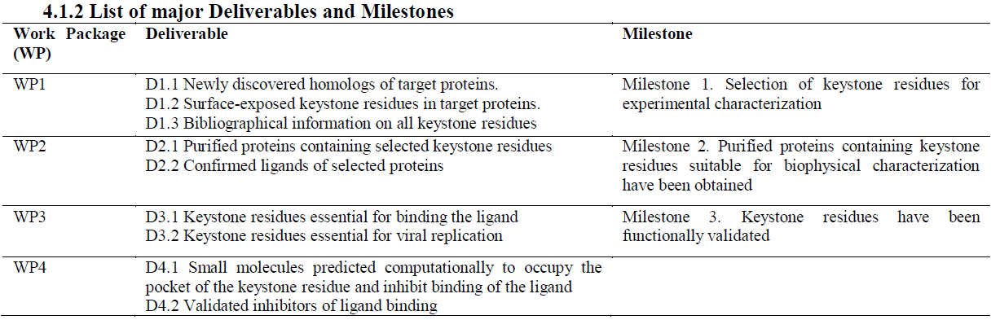 4.1.2 List of major Deliverables and Milestones
Work Package (WP) Deliverable Milestone
WP1
D1.1 Newly discovered homologs of target proteins.
D1.2 Surface-exposed keystone residues in target proteins.
D1.3 Bibliographical information on all keystone residues
Milestone 1. Selection of keystone residues for
experimental characterization
WP2
D2.1 Purified proteins containing selected keystone residues
D2.2 Confirmed ligands of selected proteins
Milestone 2. Purified proteins containing keystone
residues suitable for biophysical characterization
have been obtained
WP3
D3.1 Keystone residues essential for binding the ligand
D3.2 Keystone residues essential for viral replication
Milestone 3. Keystone residues have been
functionally validated
WP4
D4.1 Small molecules predicted computationally to occupy the
pocket of the keystone residue and inhibit binding of the ligand
D4.2 Validated inhibitors of ligand binding